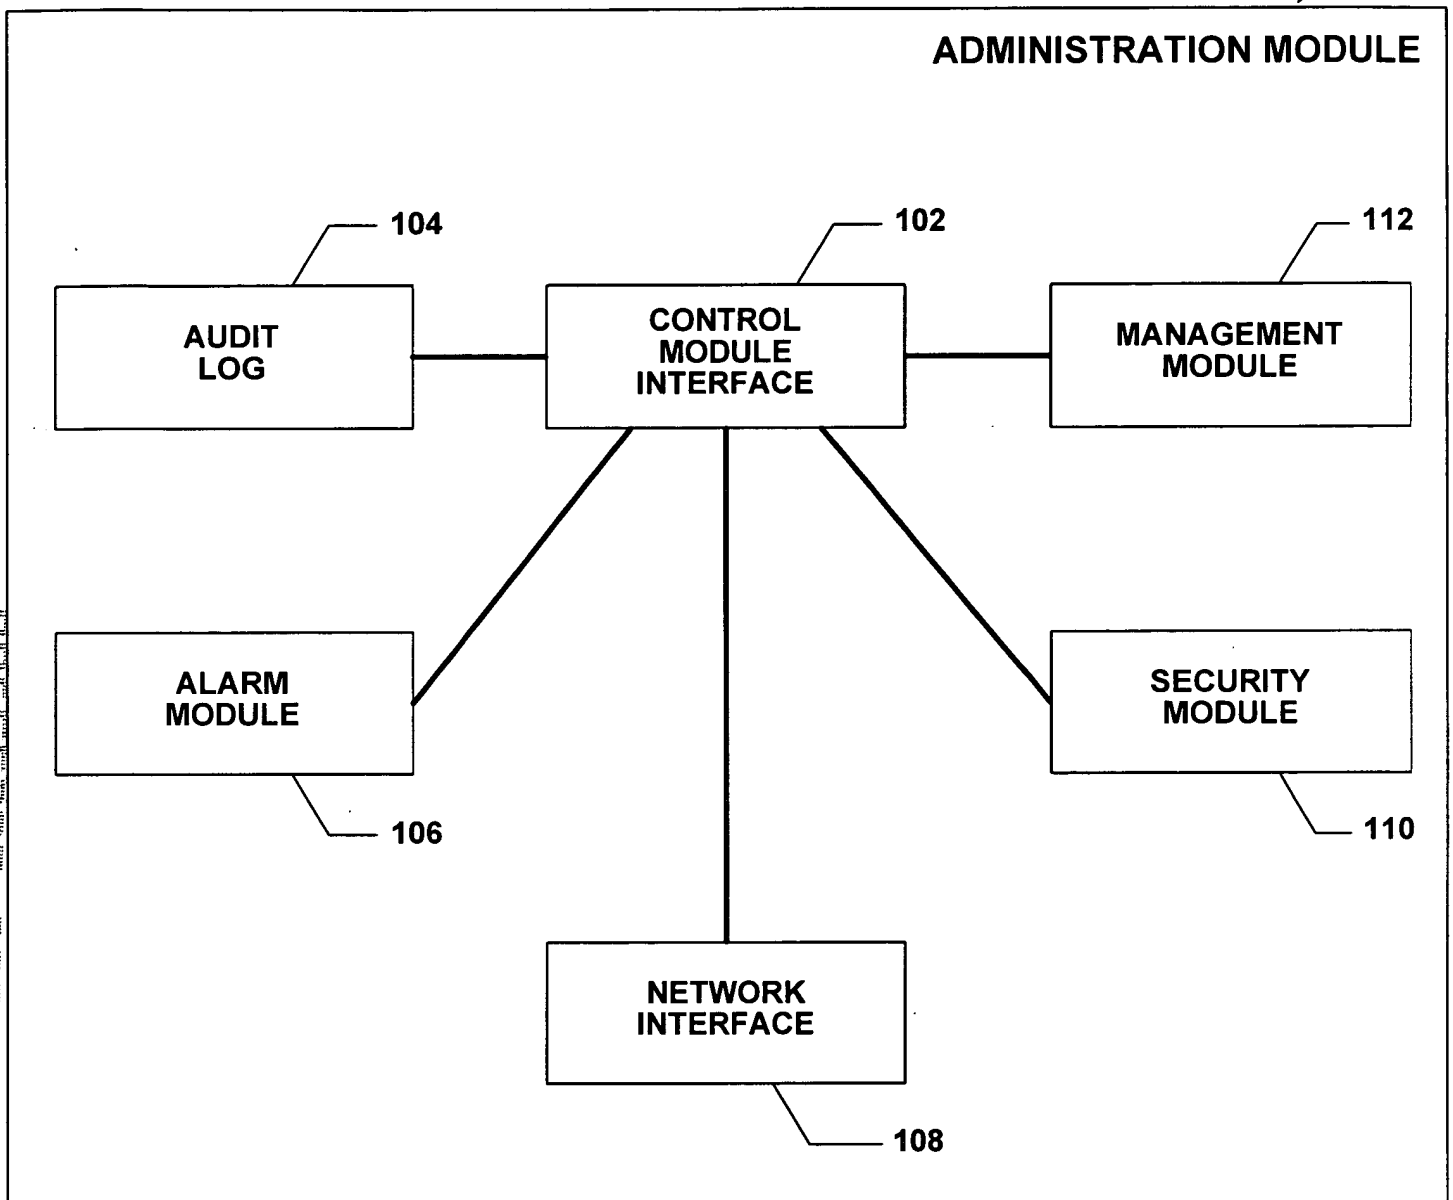 ADMINISTRATION MODULE
104
102
112
AUDIT
LOG
CONTROL
MODULE
INTERFACE
MANAGEMENT
MODULE
ALARM
MODULE
SECURITY
MODULE
106
110
NETWORK
INTERFACE
108